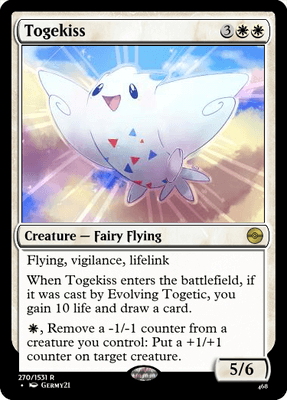 Togekiss 3
Creature — Fairy Flying
Flying, vigilance, lifelink
When Togekiss enters the battlefield, if
it was cast by Evolving Togetic, you
gain 10 life and draw a card.
, Remove a -1/-1 counter from a
creature you control: Put a +1/+1
counter on target creature.
5/6
270/1531 R
• Germy21
468